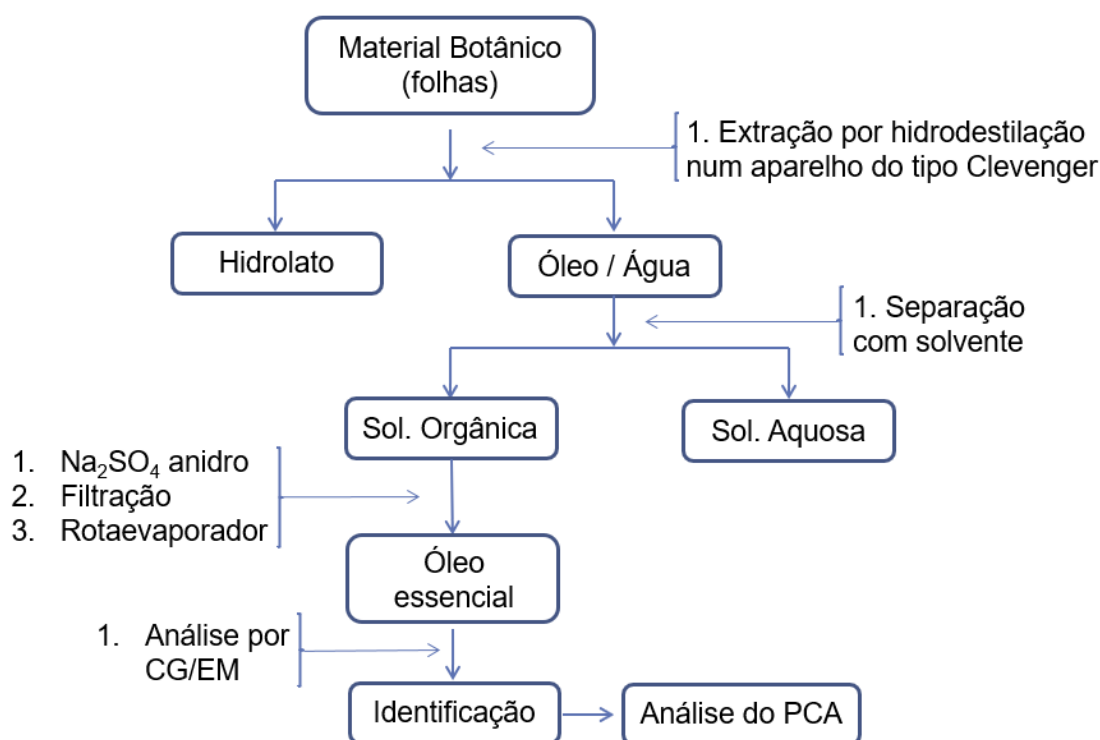 Material Botânico
(folhas)
1. Extração por hidrodestilação
num aparelho do tipo Clevenger
Hidrolato
Óleo / Água
1. Separação
com solvente
Sol. Orgânica
Sol. Aquosa
1. Na₂SO₄ anidro
2. Filtração
3. Rotaevaporador
Óleo
essencial
1. Análise por
CG/EM
Identificação
Análise do PCA